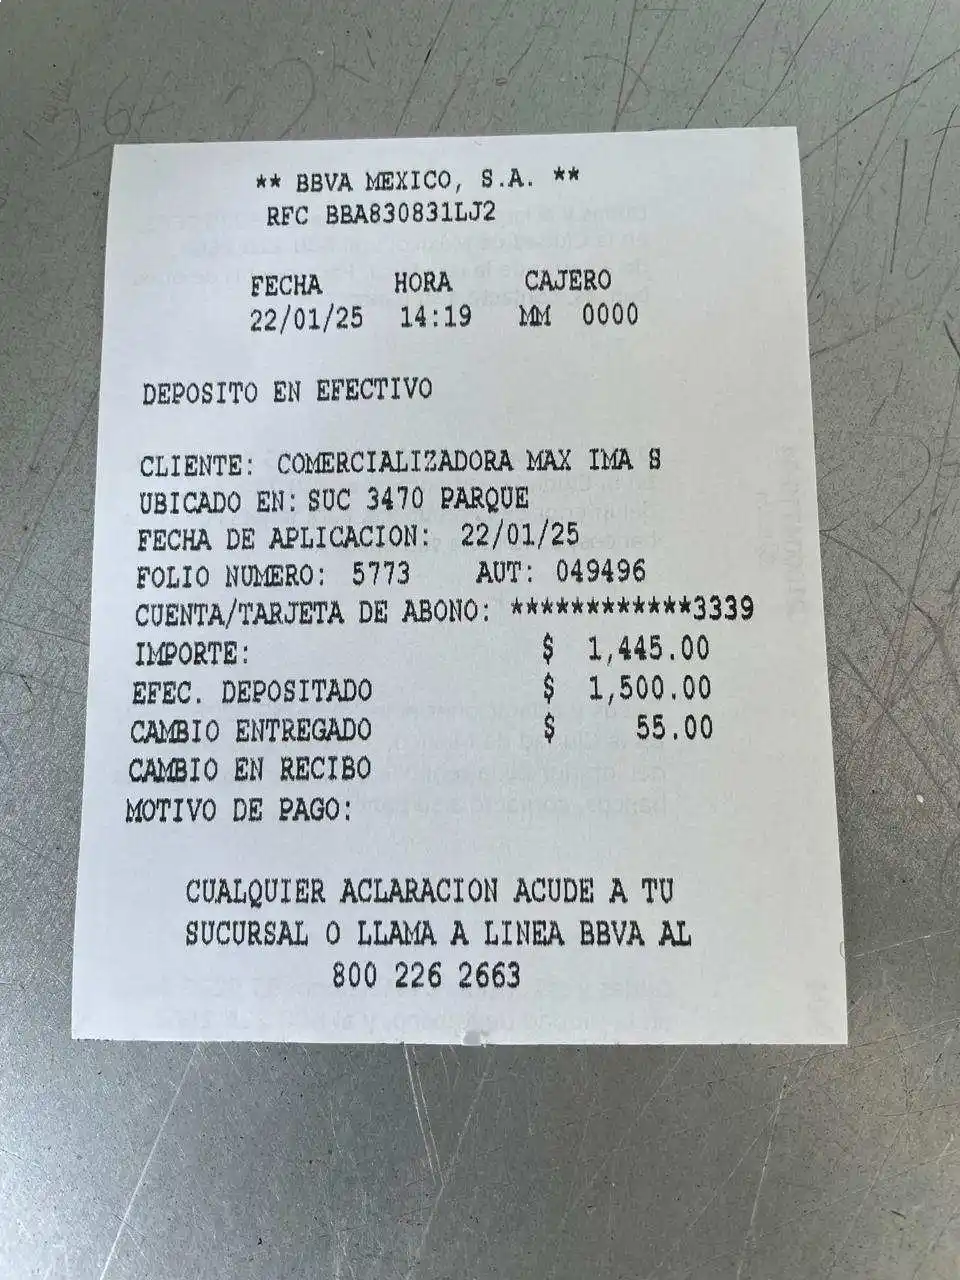 ** BBVA MEXICO, S.A. **
RFC BBA830831LJ2
FECHA HORA CAJERO
22/01/25 14:19 MM 0000
DEPOSITO EN EFECTIVO
CLIENTE: COMERCIALIZADORA MAX IMA S
UBICADO EN: SUC 3470 PARQUE
FECHA DE APLICACION: 22/01/25
FOLIO NUMERO: 5773 AUT: 049496
CUENTA/TARJETA DE ABONO: ************3339
IMPORTE: $ 1,445.00
EFEC. DEPOSITADO $ 1,500.00
CAMBIO ENTREGADO $ 55.00
CAMBIO EN RECIBO
MOTIVO DE PAGO:
CUALQUIER ACLARACION ACUDE A TU
SUCURSAL O LLAMA A LINEA BBVA AL
800 226 2663